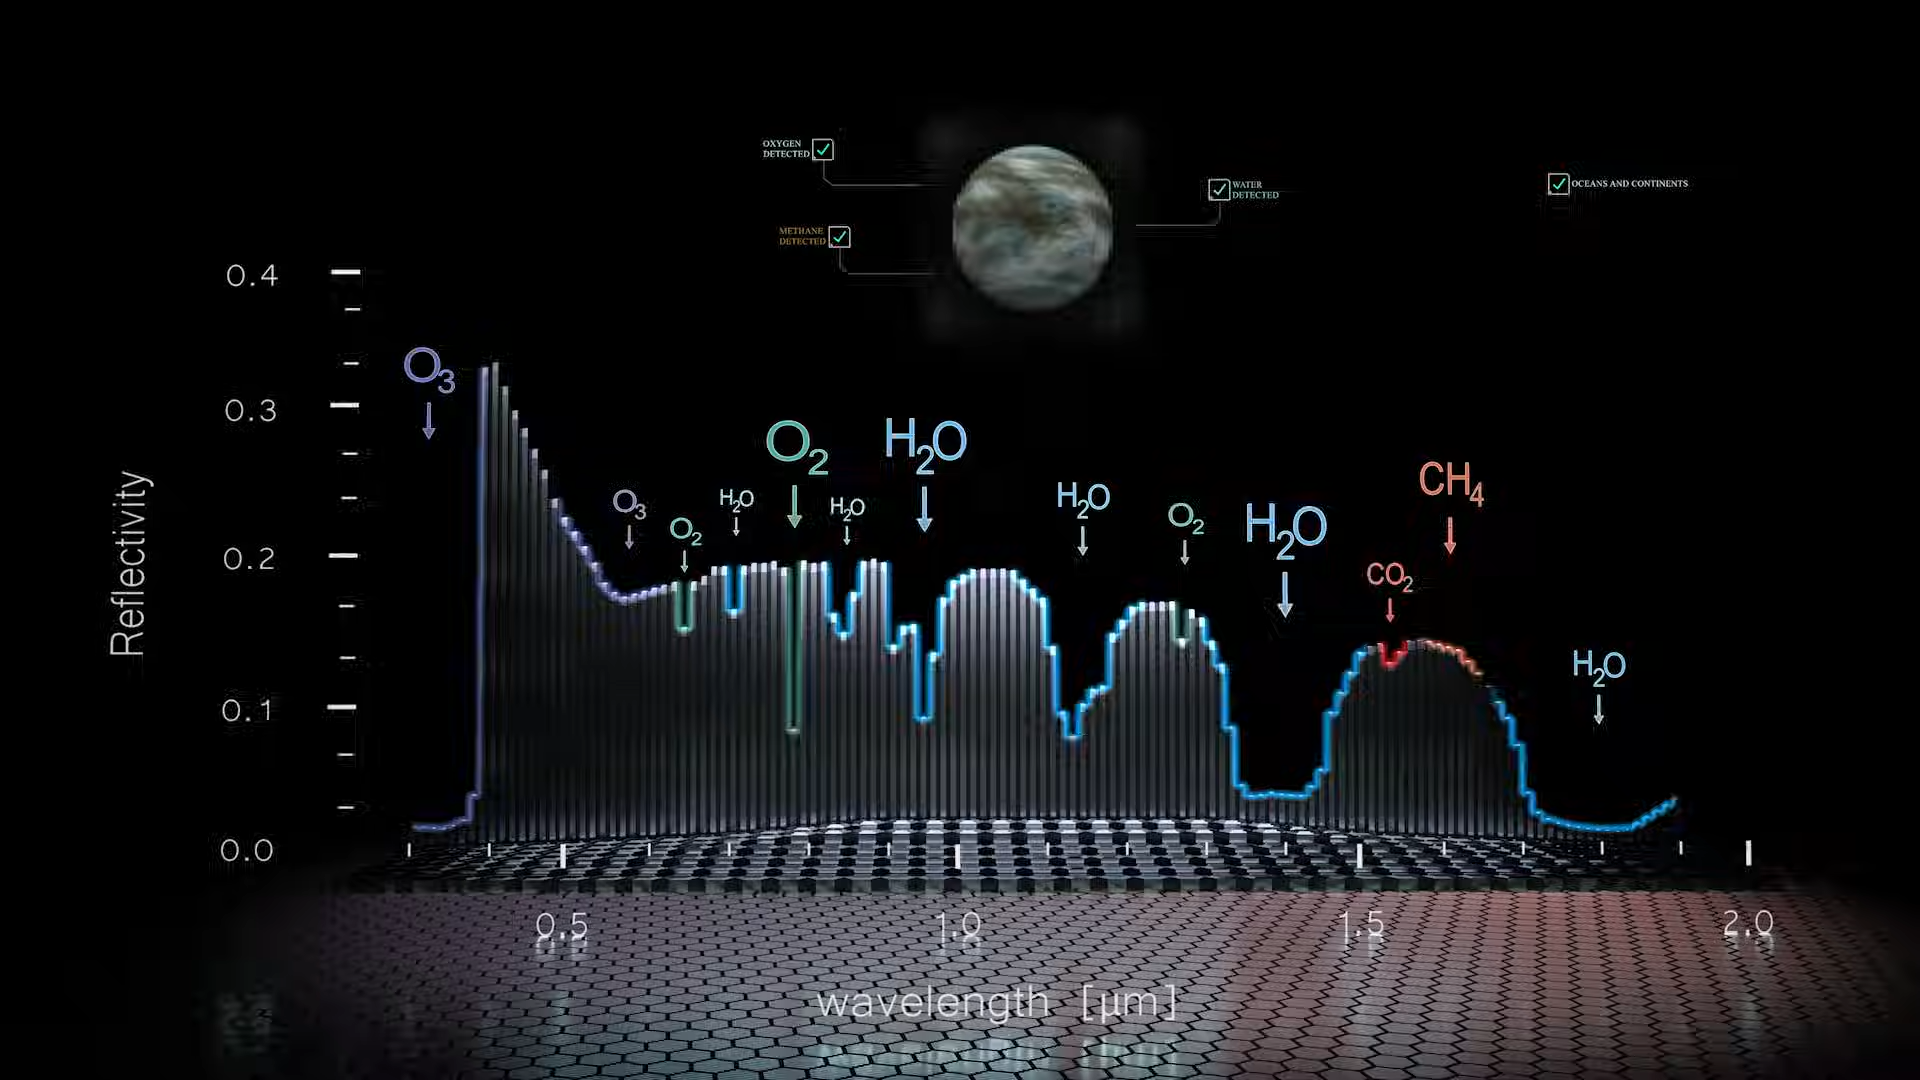 OXYGEN
DETECTED
WATER
DETECTED
OCEANS AND CONTINENTS
METHANE
DETECTED
0.4
O3
0.3
O2
H2O
CH4
O3
H2O
H2O
H2O
O2
H2O
O2
CO2
0.2
H2O
0.1
0.0
Reflectivity
0.5
1.0
1.5
2.0
wavelength [μm]